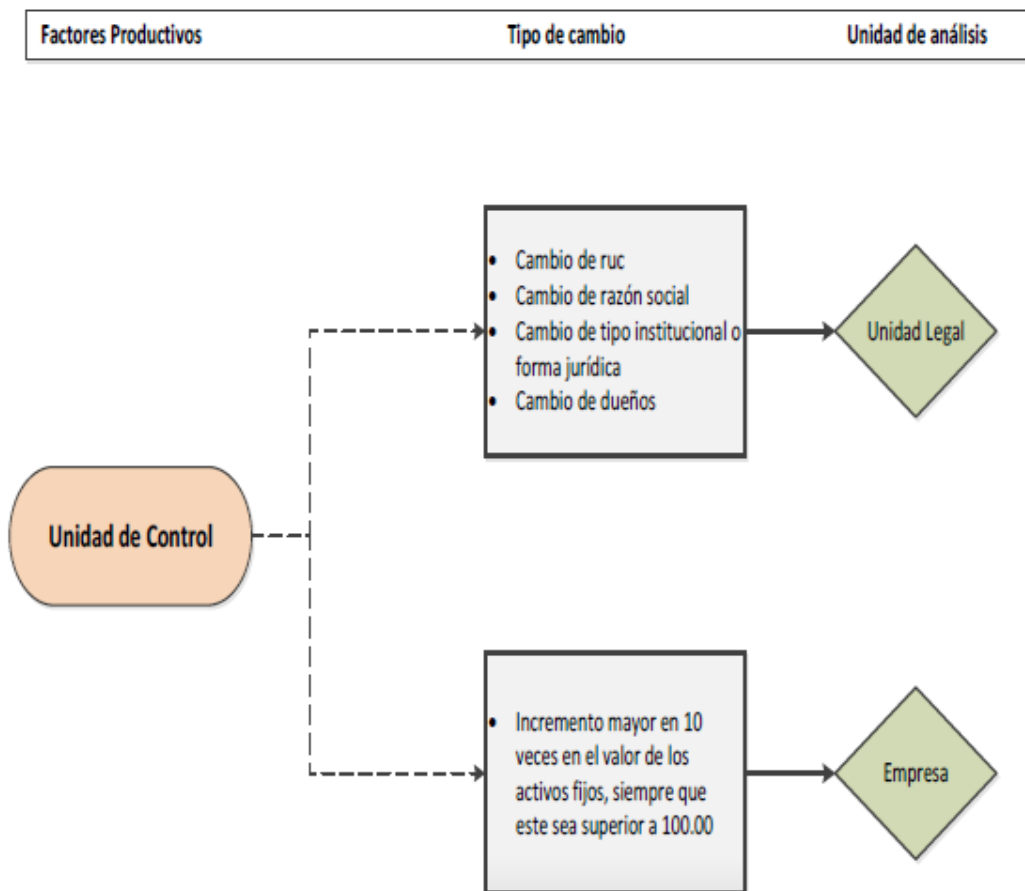 Factores Productivos Tipo de cambio Unidad de análisis
• Cambio de ruc
• Cambio de razón social
• Cambio de tipo institucional o
forma jurídica
• Cambio de dueños
Unidad Legal
Unidad de Control
• Incremento mayor en 10
veces en el valor de los
activos fijos, siempre que
este sea superior a 100.00
Empresa